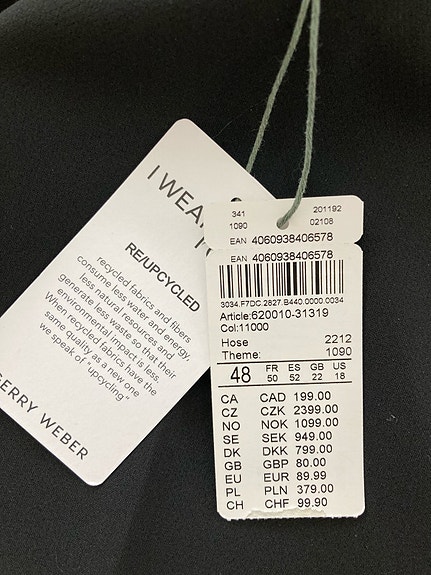 I WEAR
RE/UPCYCLED
recycled fabrics and fibers
consume less water and energy,
less natural resources and
generate less waste so that their
environmental impact is less.
When recycled fabrics have the
same quality as a new one
we speak of "upcycling"
GERRY WEBER
341 201192
1090 02108
EAN 4060938406578
EAN 4060938406578
3034.F7DC.2827.B440.0000.0034
Article:620010-31319
Col:11000
Hose 2212
Theme: 1090
48 FR 50 ES 52 GB 22 US 18
CA CAD 199.00
CZ CZK 2399.00
NO NOK 1099.00
SE SEK 949.00
DK DKK 799.00
GB GBP 80.00
EU EUR 89.99
PL PLN 379.00
CH CHF 99.90